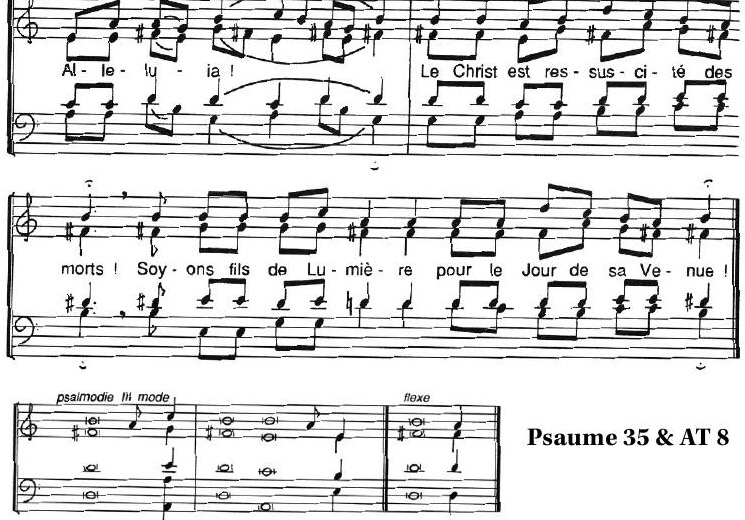 Al - le - lu - ia ! Le Christ est res - sus - ci - té des
morts ! Soy - ons fils de Lu - miè - re pour le Jour de sa Ve - nue !
psalmodie III mode flexe
Psaume 35 & AT 8